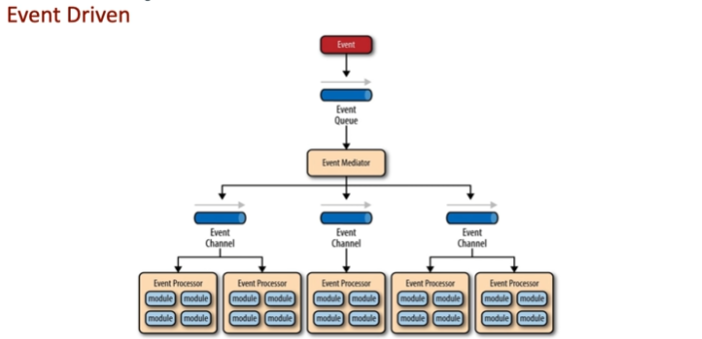 Event Driven
Event
Event
Queue
Event Mediator
Event
Channel
Event
Channel
Event
Channel
Event Processor
module module
module module
Event Processor
module module
module module
Event Processor
module module
module module
Event Processor
module module
module module
Event Processor
module module
module module